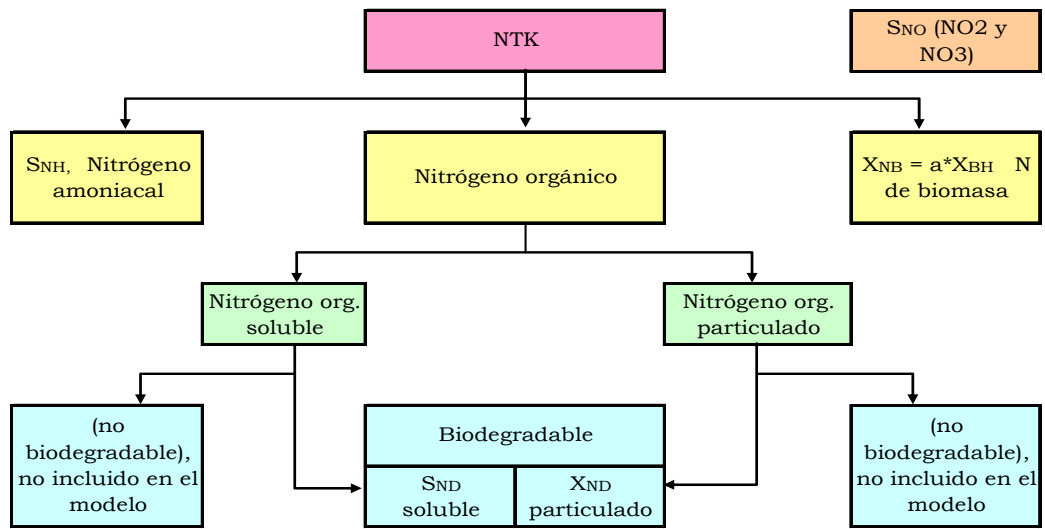 NTK
SNO (NO2 y
NO3)
SNH, Nitrógeno
amoniacal
Nitrógeno orgánico
XNB = a*XBH N
de biomasa
Nitrógeno org.
soluble
Nitrógeno org.
particulado
(no
biodegradable),
no incluido en el
modelo
Biodegradable
SND
soluble
XND
particulado
(no
biodegradable),
no incluido en el
modelo